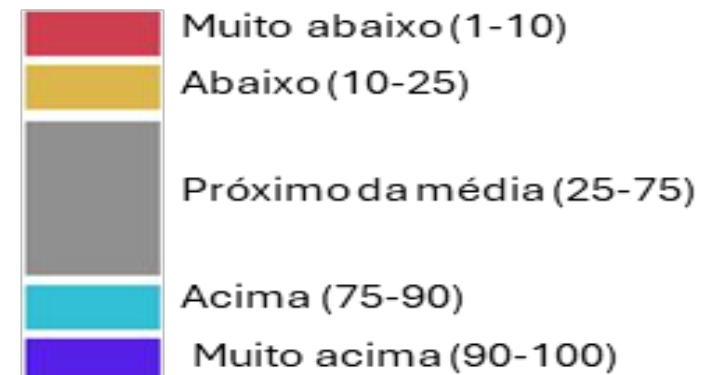 Muito abaixo (1-10)
Abaixo (10-25)
Próximo da média (25-75)
Acima (75-90)
Muito acima (90-100)